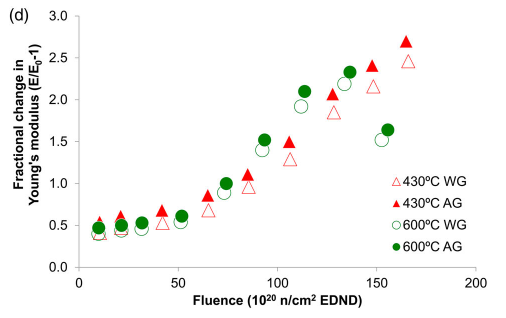 (d)
Fractional change in
Young's modulus (E/E₀-1)
3.0
2.5
2.0
1.5
1.0
0.5
0.0
430ºC WG
430ºC AG
600ºC WG
600ºC AG
0
50
100
150
200
Fluence (10²⁰ n/cm² EDND)